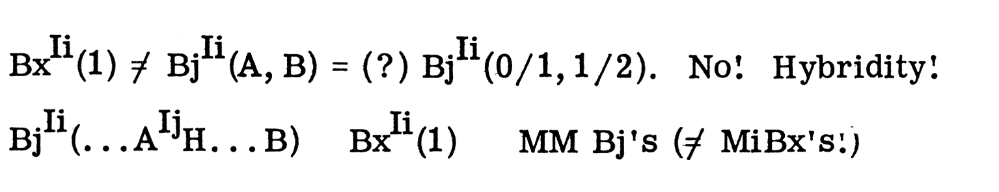 Bx^Ii(1) ≠ Bj^Ii(A, B) = (?) Bj^Ii(0/1, 1/2). No! Hybridity!
Bj^Ii(...A^IjH...B) Bx^Ii(1) MM Bj's (≠ MiBx's!)